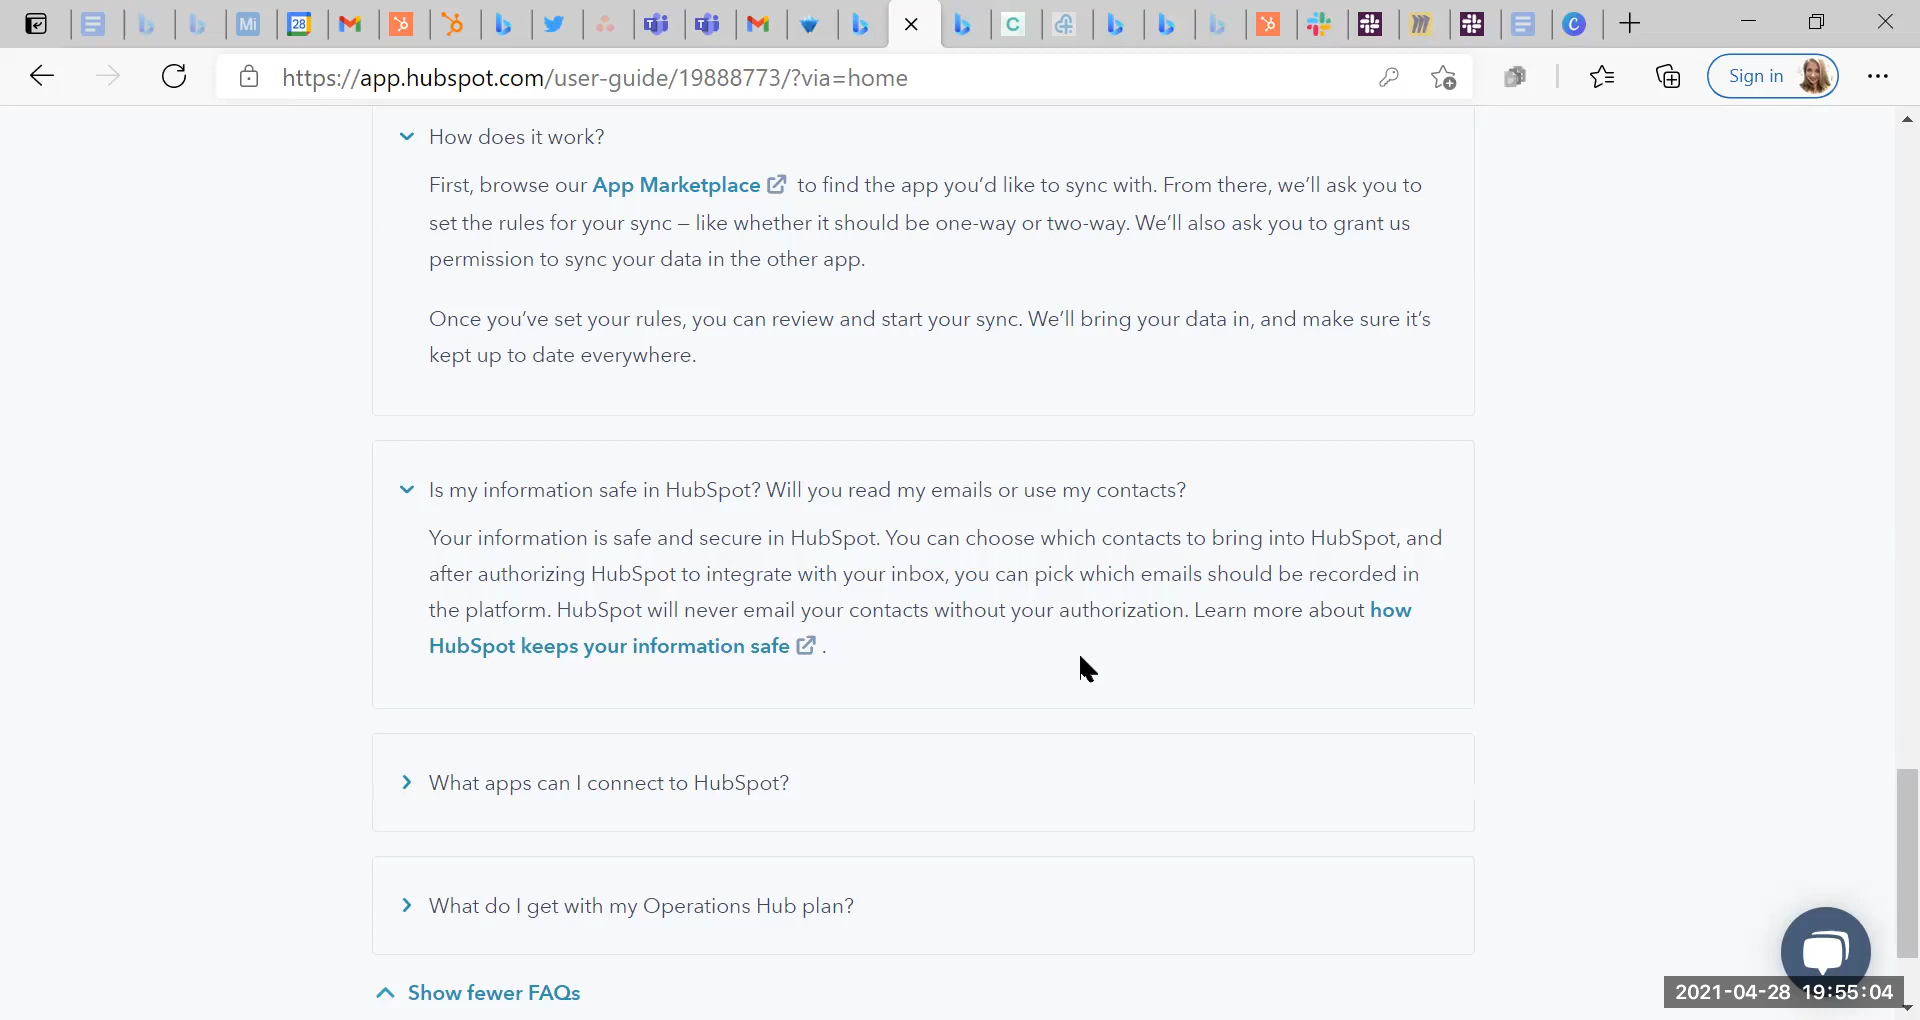 Mi
28
C
C
https://app.hubspot.com/user-guide/19888773/?via=home
Sign in
How does it work?
First, browse our App Marketplace to find the app you’d like to sync with. From there, we’ll ask you to
set the rules for your sync – like whether it should be one-way or two-way. We’ll also ask you to grant us
permission to sync your data in the other app.
Once you’ve set your rules, you can review and start your sync. We’ll bring your data in, and make sure it’s
kept up to date everywhere.
Is my information safe in HubSpot? Will you read my emails or use my contacts?
Your information is safe and secure in HubSpot. You can choose which contacts to bring into HubSpot, and
after authorizing HubSpot to integrate with your inbox, you can pick which emails should be recorded in
the platform. HubSpot will never email your contacts without your authorization. Learn more about how
HubSpot keeps your information safe .
What apps can I connect to HubSpot?
What do I get with my Operations Hub plan?
Show fewer FAQs
2021-04-28 19:55:04